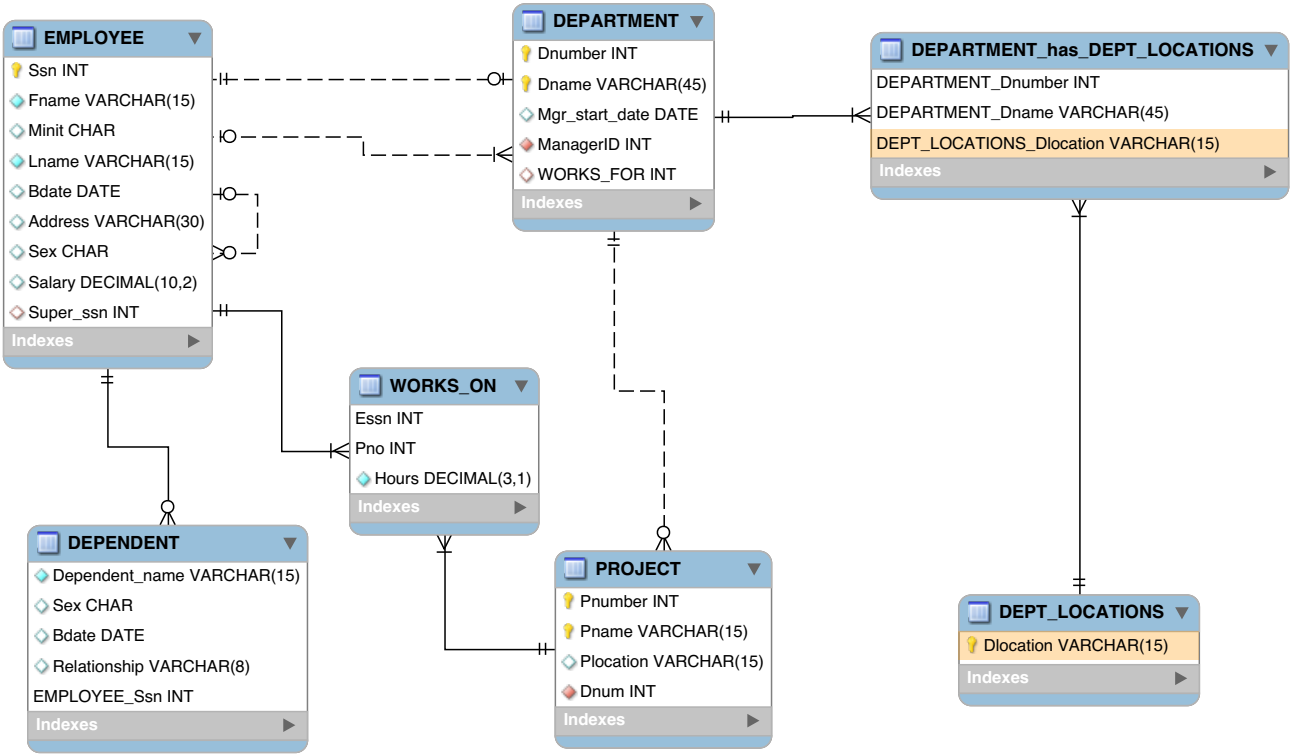 EMPLOYEE
Ssn INT
Fname VARCHAR(15)
Minit CHAR
Lname VARCHAR(15)
Bdate DATE
Address VARCHAR(30)
Sex CHAR
Salary DECIMAL(10,2)
Super_ssn INT
Indexes
DEPARTMENT
Dnumber INT
Dname VARCHAR(45)
Mgr_start_date DATE
ManagerID INT
WORKS_FOR INT
Indexes
DEPARTMENT_has_DEPT_LOCATIONS
DEPARTMENT_Dnumber INT
DEPARTMENT_Dname VARCHAR(45)
DEPT_LOCATIONS_Dlocation VARCHAR(15)
Indexes
WORKS_ON
Essn INT
Pno INT
Hours DECIMAL(3,1)
Indexes
DEPENDENT
Dependent_name VARCHAR(15)
Sex CHAR
Bdate DATE
Relationship VARCHAR(8)
EMPLOYEE_Ssn INT
Indexes
PROJECT
Pnumber INT
Pname VARCHAR(15)
Plocation VARCHAR(15)
Dnum INT
Indexes
DEPT_LOCATIONS
Dlocation VARCHAR(15)
Indexes